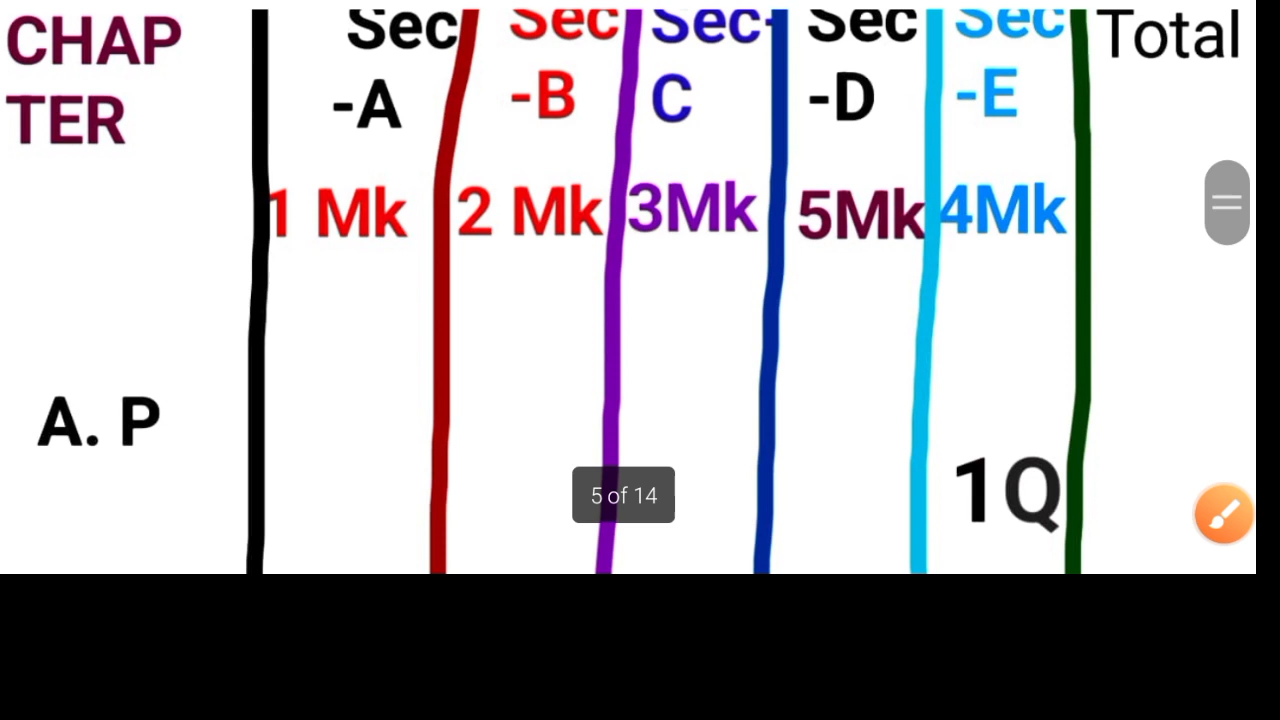 CHAP
TER
Sec
-A
Sec
-B
Sec-
C
Sec
-D
Sec
-E
Total
1 Mk
2 Mk
3Mk
5Mk
4Mk
A. P
1Q
5 of 14